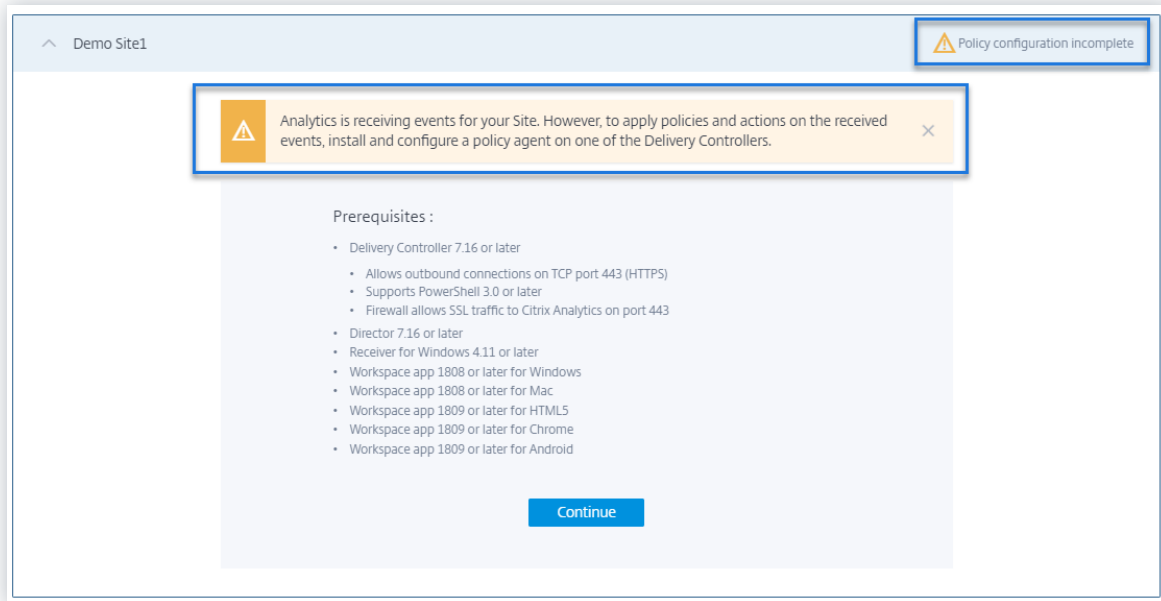 Demo Site1
Policy configuration incomplete
Analytics is receiving events for your Site. However, to apply policies and actions on the received
events, install and configure a policy agent on one of the Delivery Controllers.
Prerequisites :
• Delivery Controller 7.16 or later
• Allows outbound connections on TCP port 443 (HTTPS)
• Supports PowerShell 3.0 or later
• Firewall allows SSL traffic to Citrix Analytics on port 443
• Director 7.16 or later
• Receiver for Windows 4.11 or later
• Workspace app 1808 or later for Windows
• Workspace app 1808 or later for Mac
• Workspace app 1809 or later for HTML5
• Workspace app 1809 or later for Chrome
• Workspace app 1809 or later for Android
Continue